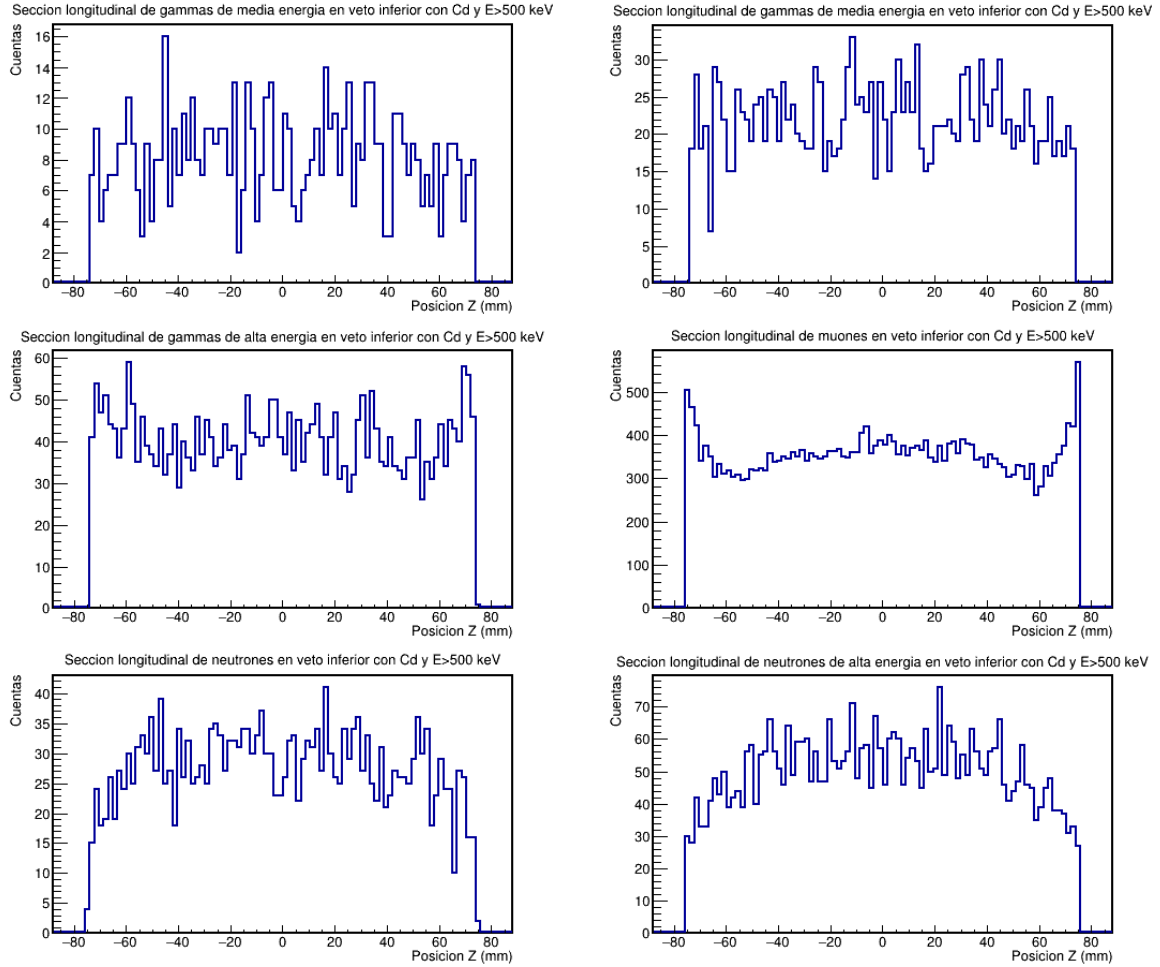 Seccion longitudinal de gammas de media energia en veto inferior con Cd y E>500 keV
Cuentas
16
14
12
10
8
6
4
2
0
−80 −60 −40 −20 0 20 40 60 80
Posicion Z (mm)
Seccion longitudinal de gammas de media energia en veto inferior con Cd y E>500 keV
Cuentas
30
25
20
15
10
5
0
−80 −60 −40 −20 0 20 40 60 80
Posicion Z (mm)
Seccion longitudinal de gammas de alta energia en veto inferior con Cd y E>500 keV
Cuentas
60
50
40
30
20
10
0
−80 −60 −40 −20 0 20 40 60 80
Posicion Z (mm)
Seccion longitudinal de muones en veto inferior con Cd y E>500 keV
Cuentas
500
400
300
200
100
0
−80 −60 −40 −20 0 20 40 60 80
Posicion Z (mm)
Seccion longitudinal de neutrones en veto inferior con Cd y E>500 keV
Cuentas
40
35
30
25
20
15
10
5
0
−80 −60 −40 −20 0 20 40 60 80
Posicion Z (mm)
Seccion longitudinal de neutrones de alta energia en veto inferior con Cd y E>500 keV
Cuentas
70
60
50
40
30
20
10
0
−80 −60 −40 −20 0 20 40 60 80
Posicion Z (mm)